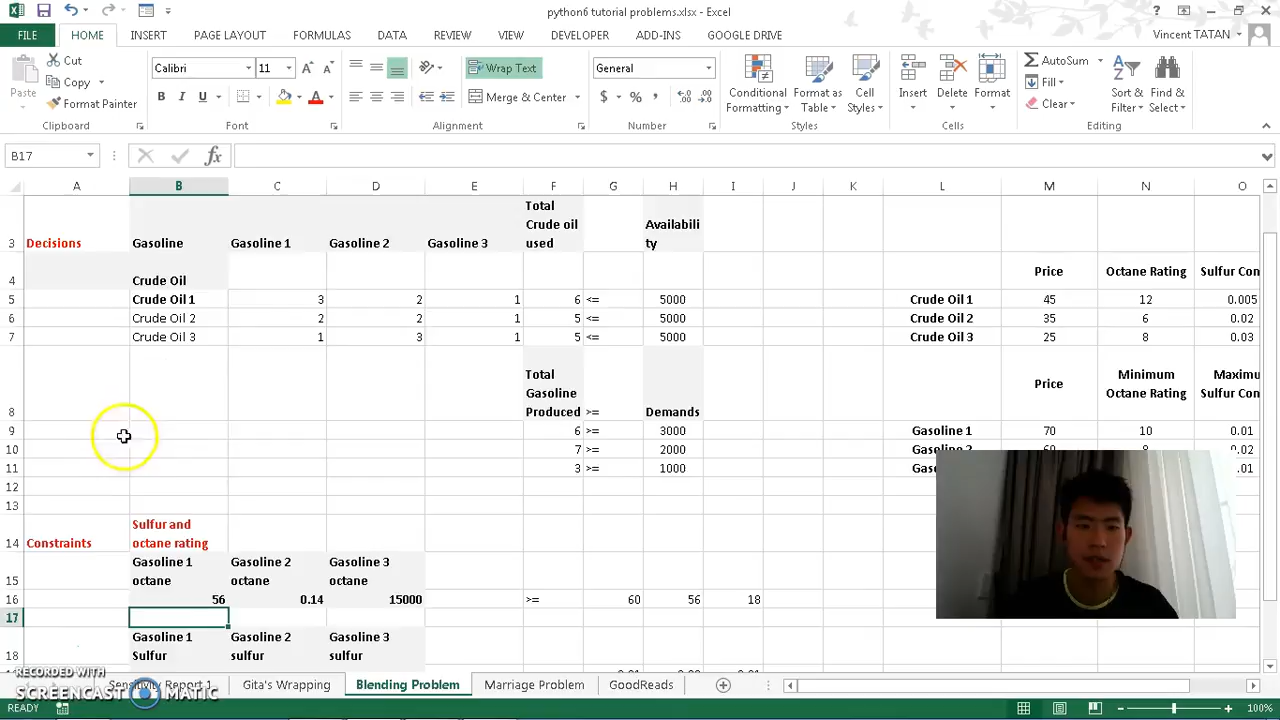 python6 tutorial problems.xlsx - Excel
FILE HOME INSERT PAGE LAYOUT FORMULAS DATA REVIEW VIEW DEVELOPER ADD-INS GOOGLE DRIVE Vincent TATAN
Cut Calibri 11 Wrap Text General AutoSum
Copy Fill
Paste Format Painter Merge & Center Conditional Formatting Format as Table Cell Styles Insert Delete Format Clear Sort & Filter Find & Select
Clipboard Font Alignment Number Styles Cells Editing
B17
A B C D E F G H I J K L M N O
3 Decisions Gasoline Gasoline 1 Gasoline 2 Gasoline 3 Total Crude oil used Availability
4 Crude Oil Price Octane Rating Sulfur Con
5 Crude Oil 1 3 2 1 6 <= 5000 Crude Oil 1 45 12 0.005
6 Crude Oil 2 2 2 1 5 <= 5000 Crude Oil 2 35 6 0.02
7 Crude Oil 3 1 3 1 5 <= 5000 Crude Oil 3 25 8 0.03
8 Total Gasoline Produced >= Demands Price Minimum Octane Rating Maximu Sulfur Con
9 6 >= 3000 Gasoline 1 70 10 0.01
10 7 >= 2000
11 3 >= 1000
12
13
14 Constraints Sulfur and octane rating
15 Gasoline 1 octane Gasoline 2 octane Gasoline 3 octane
16 56 0.14 15000 >= 60 56 18
17
18 Gasoline 1 Sulfur Gasoline 2 sulfur Gasoline 3 sulfur
RECORDED WITH
SCREENCAST MATIC
Sensitivity Report 1 Gita's Wrapping Blending Problem Marriage Problem GoodReads
READY 100%